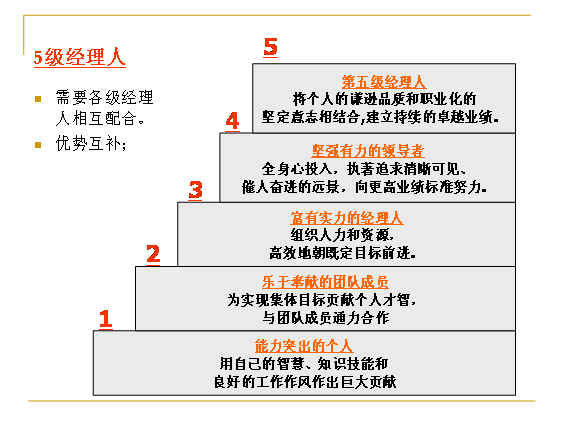 5级经理人
需要各级经理
人相互配合。
优势互补；
5
第五级经理人
将个人的谦逊品质和职业化的
坚定意志相结合,建立持续的卓越业绩。
4
坚强有力的领导者
全身心投入，执著追求清晰可见、
催人奋进的远景，向更高业绩标准努力。
3
富有实力的经理人
组织人力和资源，
高效地朝既定目标前进。
2
乐于奉献的团队成员
为实现集体目标贡献个人才智，
与团队成员通力合作
1
能力突出的个人
用自己的智慧、知识技能和
良好的工作作风作出巨大贡献